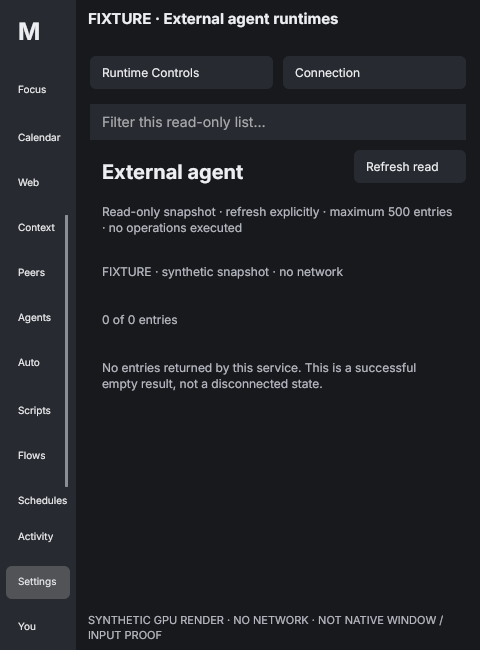 M
FIXTURE · External agent runtimes
Focus
Calendar
Web
Context
Peers
Agents
Auto
Scripts
Flows
Schedules
Activity
Settings
You
Runtime Controls
Connection
Filter this read-only list...
External agent
Refresh read
Read-only snapshot · refresh explicitly · maximum 500 entries
· no operations executed
FIXTURE · synthetic snapshot · no network
0 of 0 entries
No entries returned by this service. This is a successful
empty result, not a disconnected state.
SYNTHETIC GPU RENDER · NO NETWORK · NOT NATIVE WINDOW /
INPUT PROOF